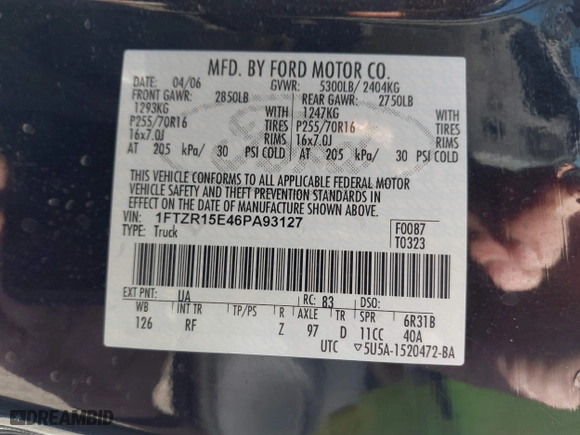 MFD. BY FORD MOTOR CO.
DATE: 04/06 GVWR: 5300LB/ 2404KG
FRONT GAWR: 2850LB REAR GAWR: 2750LB
1293KG WITH 1247KG WITH
P255/70R16 TIRES P255/70R16 TIRES
16x7.0J RIMS 16x7.0J RIMS
AT 205 kPa/ 30 PSI COLD AT 205 kPa/ 30 PSI COLD
THIS VEHICLE CONFORMS TO ALL APPLICABLE FEDERAL MOTOR
VEHICLE SAFETY AND THEFT PREVENTION STANDARDS IN
EFFECT ON THE DATE OF MANUFACTURE SHOWN ABOVE.
VIN: 1FTZR15E46PA93127 F0087
TYPE: Truck T0323
EXT PNT: UA RC: 83 DSO:
WB INT TR TP/PS R AXLE TR SPR 6R31B
126 RF Z 97 D 11CC 40A
UTC ▽5U5A-1520472-BA
Ford
DREAMBID